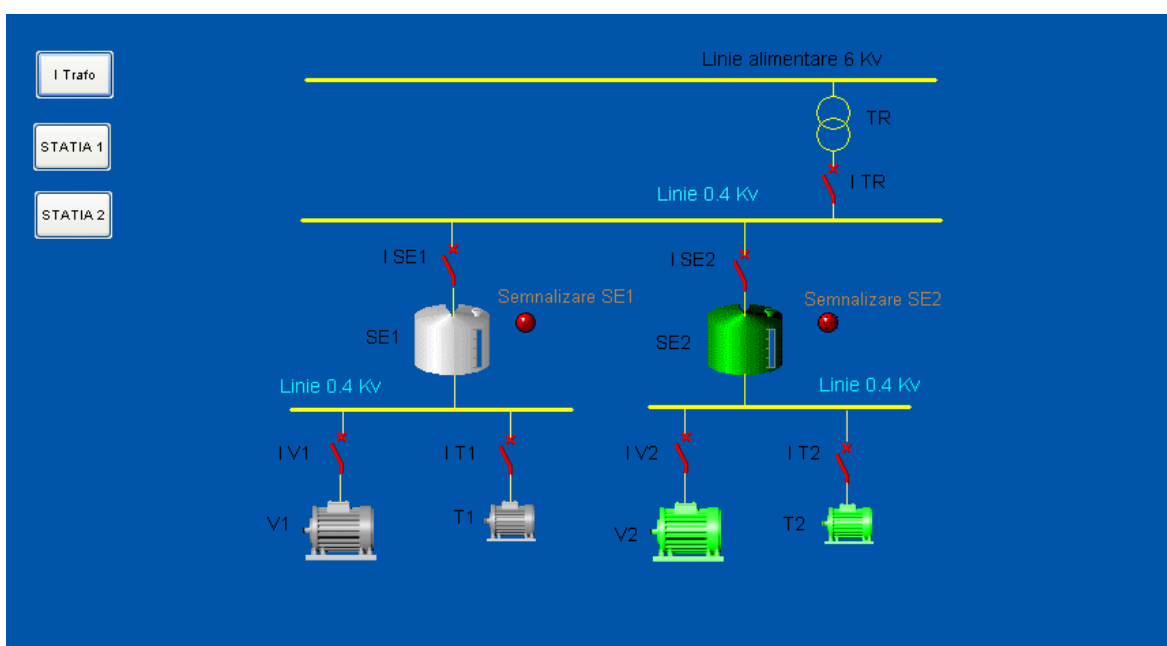 I Trafo
STATIA 1
STATIA 2
Linie alimentare 6 Kv
TR
I TR
Linie 0.4 Kv
I SE1
I SE2
Semnalizare SE1
Semnalizare SE2
SE1
SE2
Linie 0.4 Kv
Linie 0.4 Kv
I V1
I T1
I V2
I T2
V1
T1
V2
T2